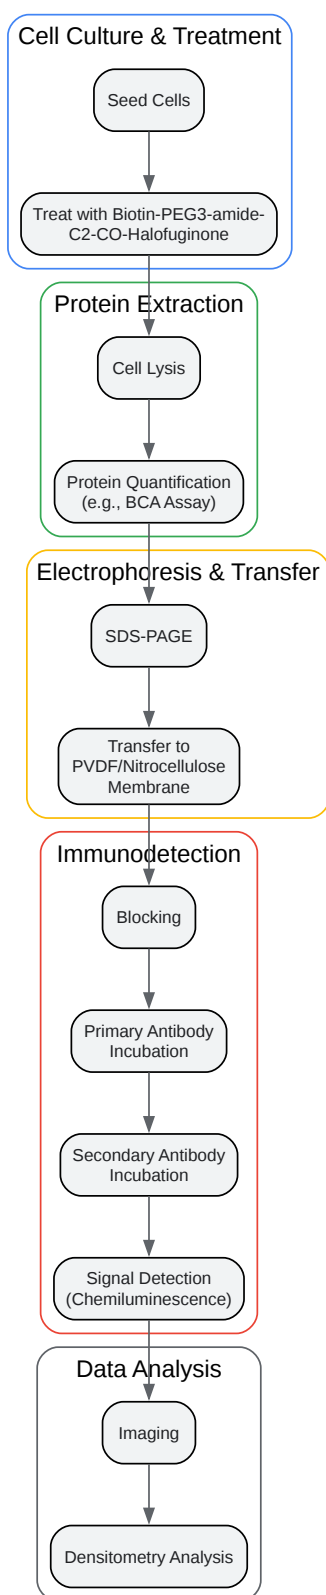 Cell Culture & Treatment
Seed Cells
Treat with Biotin-PEG3-amide-
C2-CO-Halofuginone
Protein Extraction
Cell Lysis
Protein Quantification
(e.g., BCA Assay)
Electrophoresis & Transfer
SDS-PAGE
Transfer to
PVDF/Nitrocellulose
Membrane
Immunodetection
Blocking
Primary Antibody
Incubation
Secondary Antibody
Incubation
Signal Detection
(Chemiluminescence)
Data Analysis
Imaging
Densitometry Analysis